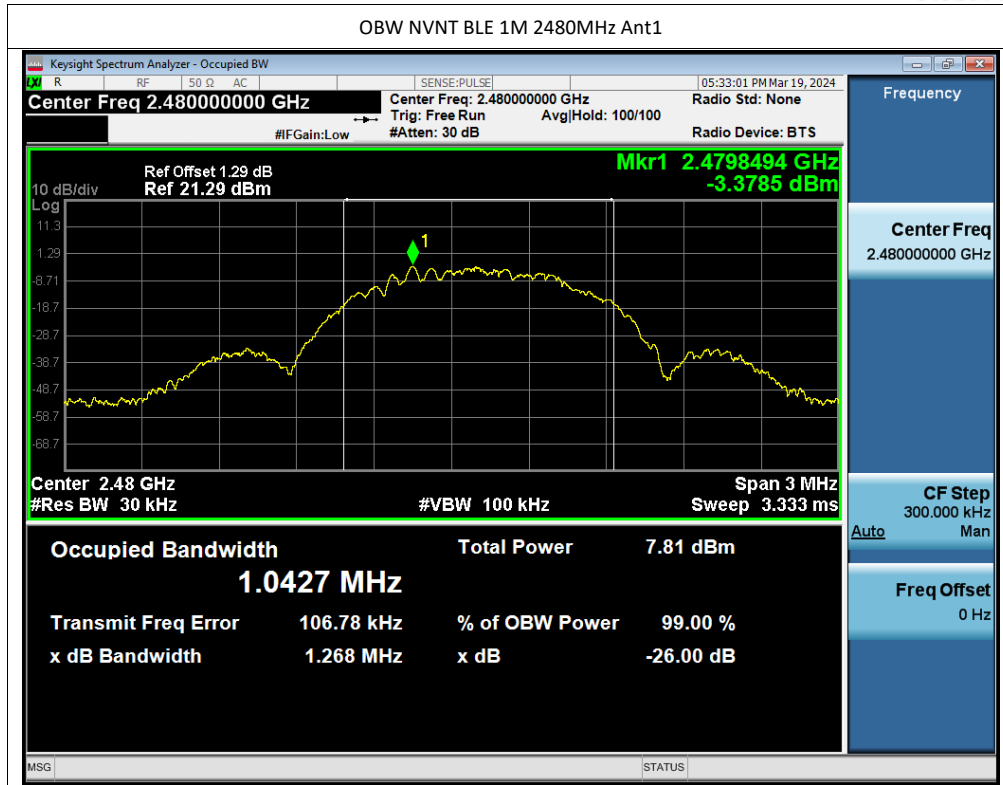 OBW NVNT BLE 1M 2480MHz Ant1
Keysight Spectrum Analyzer - Occupied BW
LXI R RF 50 Ω AC SENSE:PULSE 05:33:01 PM Mar 19, 2024
Center Freq 2.480000000 GHz
Center Freq: 2.480000000 GHz Radio Std: None
Trig: Free Run Avg|Hold: 100/100
#IFGain:Low #Atten: 30 dB Radio Device: BTS
Mkr1 2.4798494 GHz
-3.3785 dBm
Ref Offset 1.29 dB
10 dB/div Ref 21.29 dBm
Log
11.3
1
1.29
-8.71
-18.7
-28.7
-38.7
-48.7
-58.7
-68.7
Center 2.48 GHz Span 3 MHz
#Res BW 30 kHz #VBW 100 kHz Sweep 3.333 ms
Occupied Bandwidth Total Power 7.81 dBm
1.0427 MHz
Transmit Freq Error 106.78 kHz % of OBW Power 99.00 %
x dB Bandwidth 1.268 MHz x dB -26.00 dB
Frequency
Center Freq
2.480000000 GHz
CF Step
300.000 kHz
Auto Man
Freq Offset
0 Hz
MSG STATUS